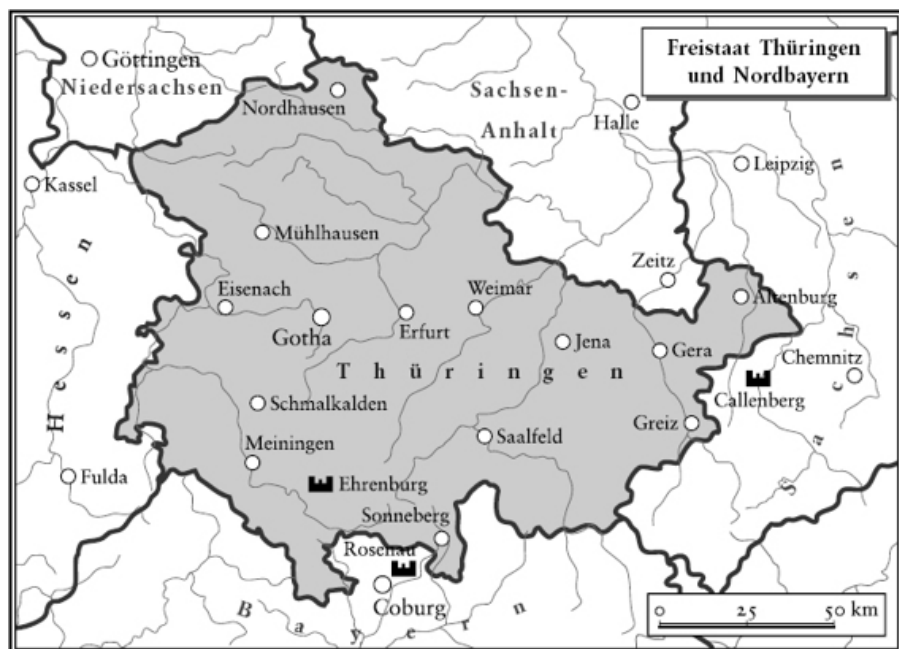 Freistaat Thüringen
und Nordbayern
Göttingen
Niedersachsen
Nordhausen
Sachsen-
Anhalt
Halle
Leipzig
Kassel
Hessen
Mühlhausen
Zeitz
Eisenach
Weimar
Altenburg
Gotha
Erfurt
Jena
Gera
Sachsen
Thüringen
Chemnitz
Callenberg
Schmalkalden
Greiz
Saalfeld
Meiningen
Fulda
Ehrenburg
Sonneberg
Rosenau
Coburg
Bayern
0 25 50 km